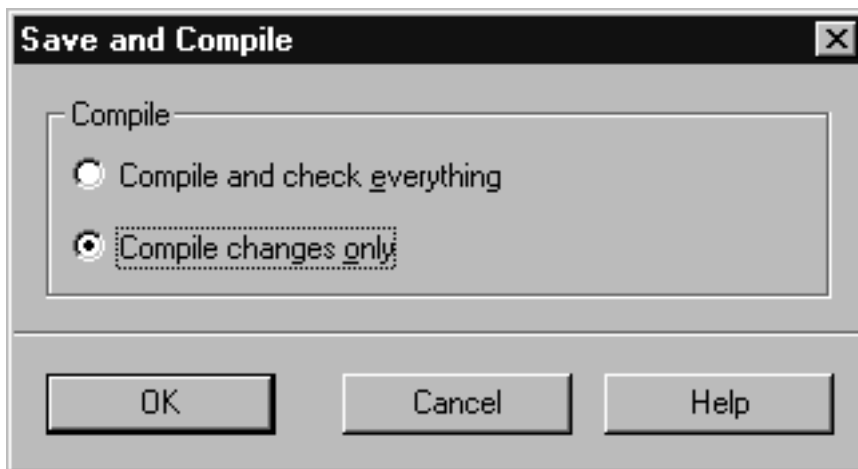 Save and Compile
Compile
Compile and check everything
Compile changes only
OK Cancel Help